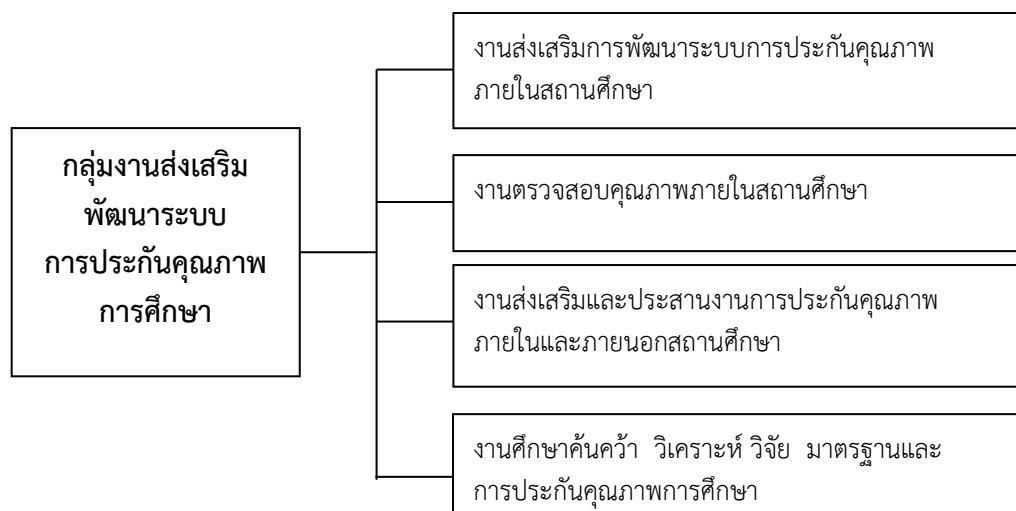 กลุ่มงานส่งเสริม
พัฒนาระบบ
การประกันคุณภาพ
การศึกษา
งานส่งเสริมการพัฒนาระบบการประกันคุณภาพ
ภายในสถานศึกษา
งานตรวจสอบคุณภาพภายในสถานศึกษา
งานส่งเสริมและประสานงานการประกันคุณภาพ
ภายในและภายนอกสถานศึกษา
งานศึกษาค้นคว้า วิเคราะห์ วิจัย มาตรฐานและ
การประกันคุณภาพการศึกษา